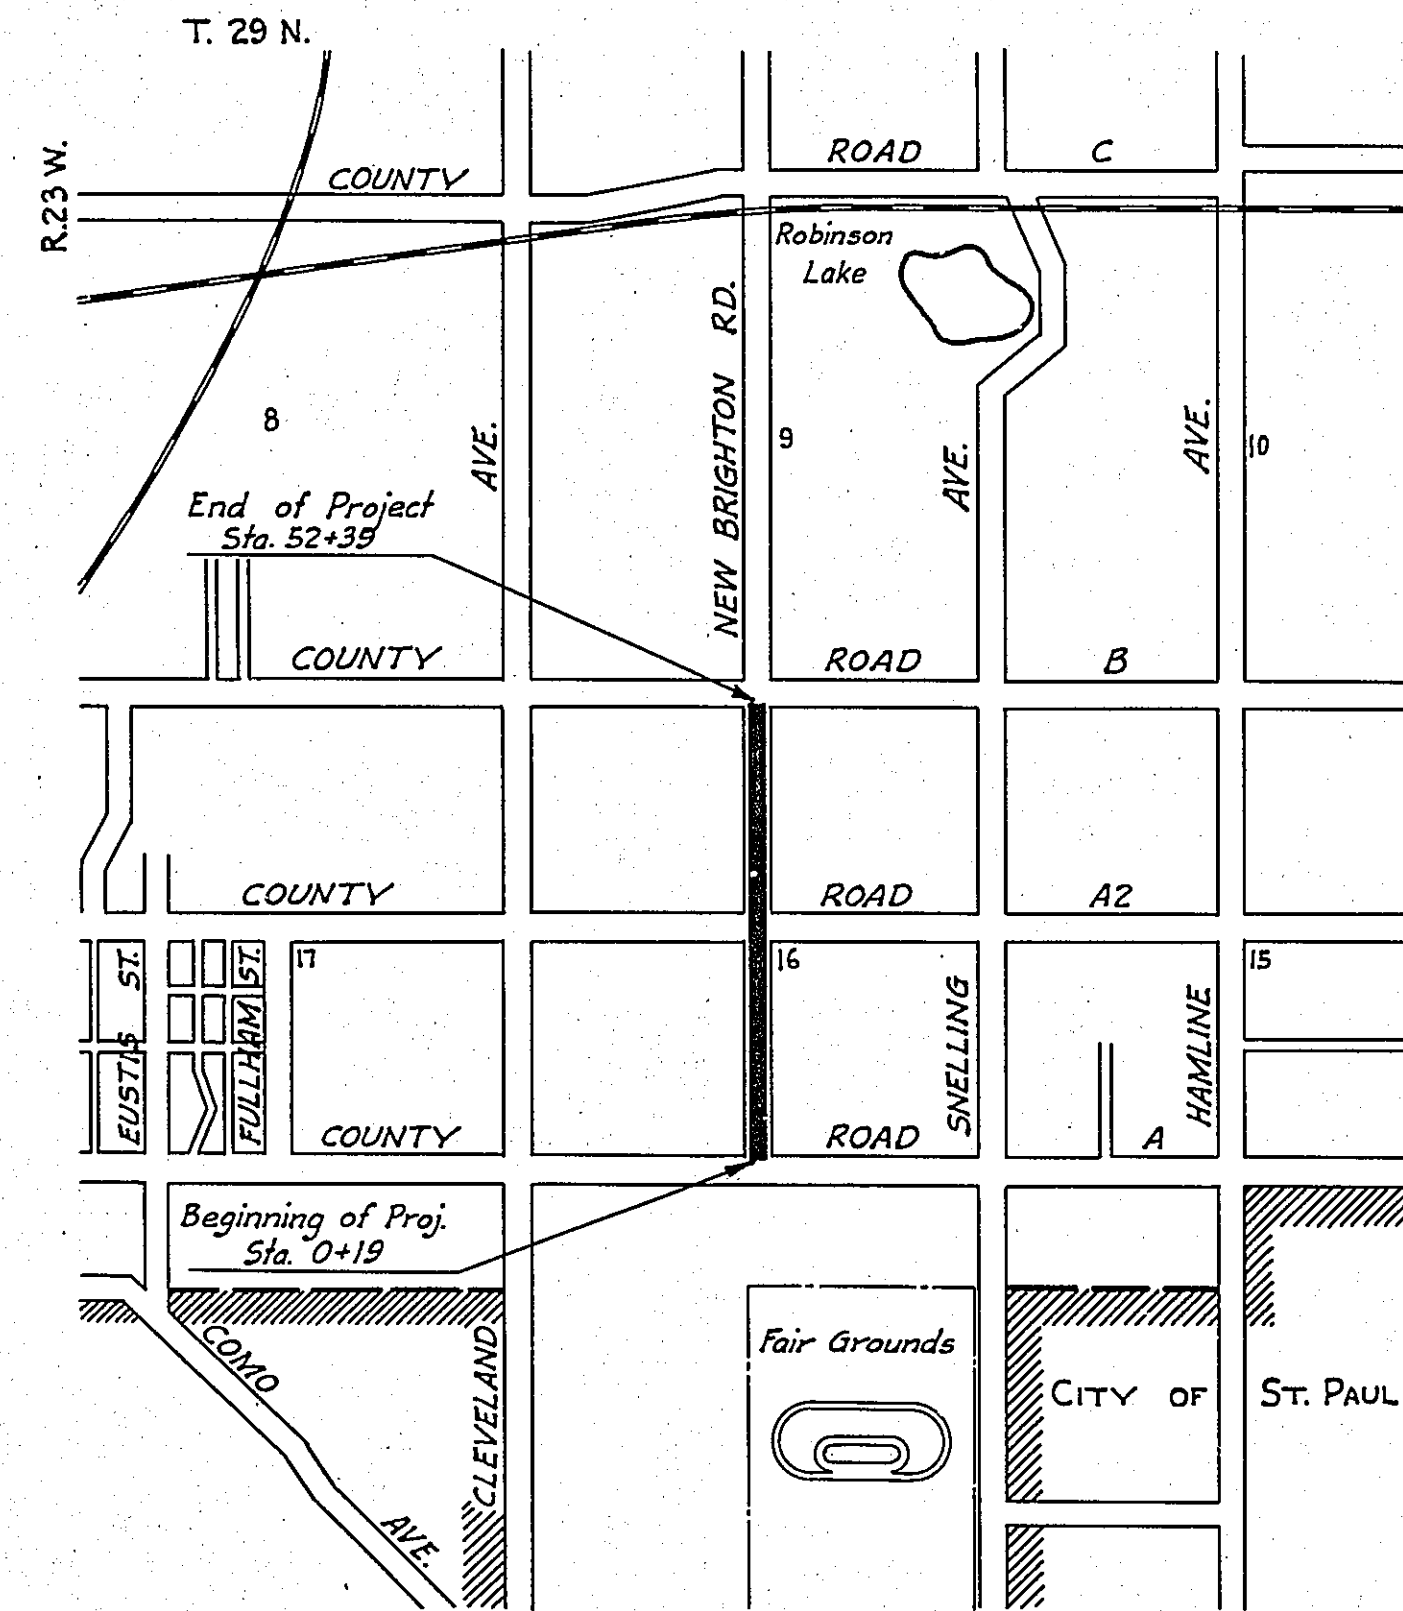 T. 29 N.
R.23 W.
COUNTY ROAD C
Robinson
Lake
NEW BRIGHTON RD.
8
9
10
AVE.
AVE.
AVE.
End of Project
Sta. 52+39
COUNTY ROAD B
COUNTY ROAD A2
17
16
15
EUSTIS ST.
FULLHAM ST.
SNELLING
HAMLINE
COUNTY ROAD A
Beginning of Proj.
Sta. 0+19
COMO AVE.
CLEVELAND
Fair Grounds
CITY OF ST. PAUL